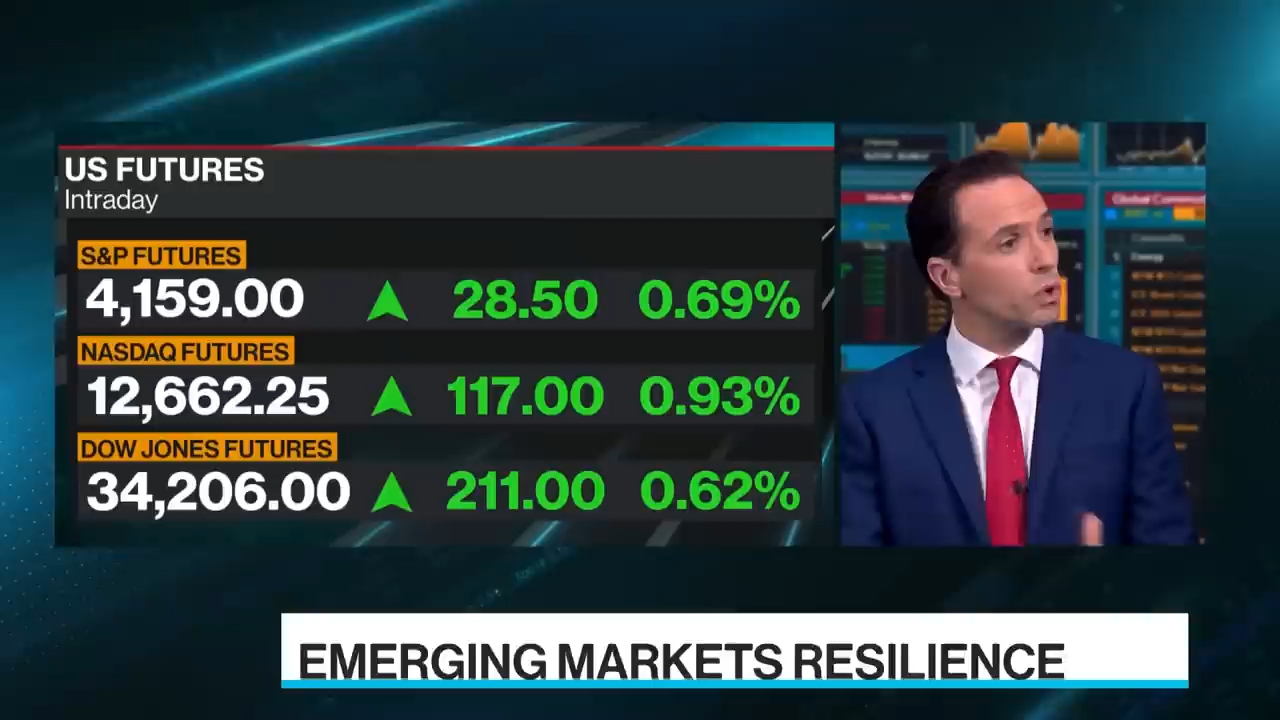 US FUTURES
Intraday
S&P FUTURES
4,159.00 28.50 0.69%
NASDAQ FUTURES
12,662.25 117.00 0.93%
DOW JONES FUTURES
34,206.00 211.00 0.62%
Energy
EMERGING MARKETS RESILIENCE